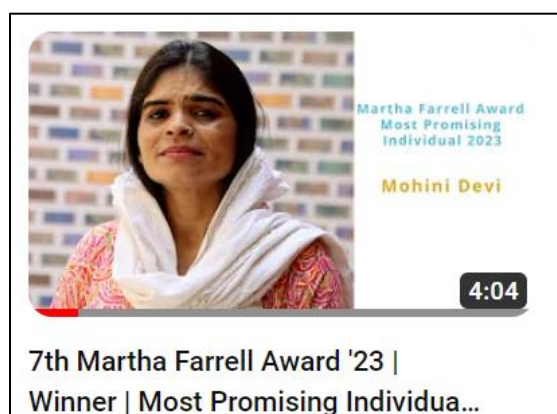 Martha Farrell Award
Most Promising
Individual 2023
Mohini Devi
4:04
7th Martha Farrell Award '23 |
Winner | Most Promising Individua...